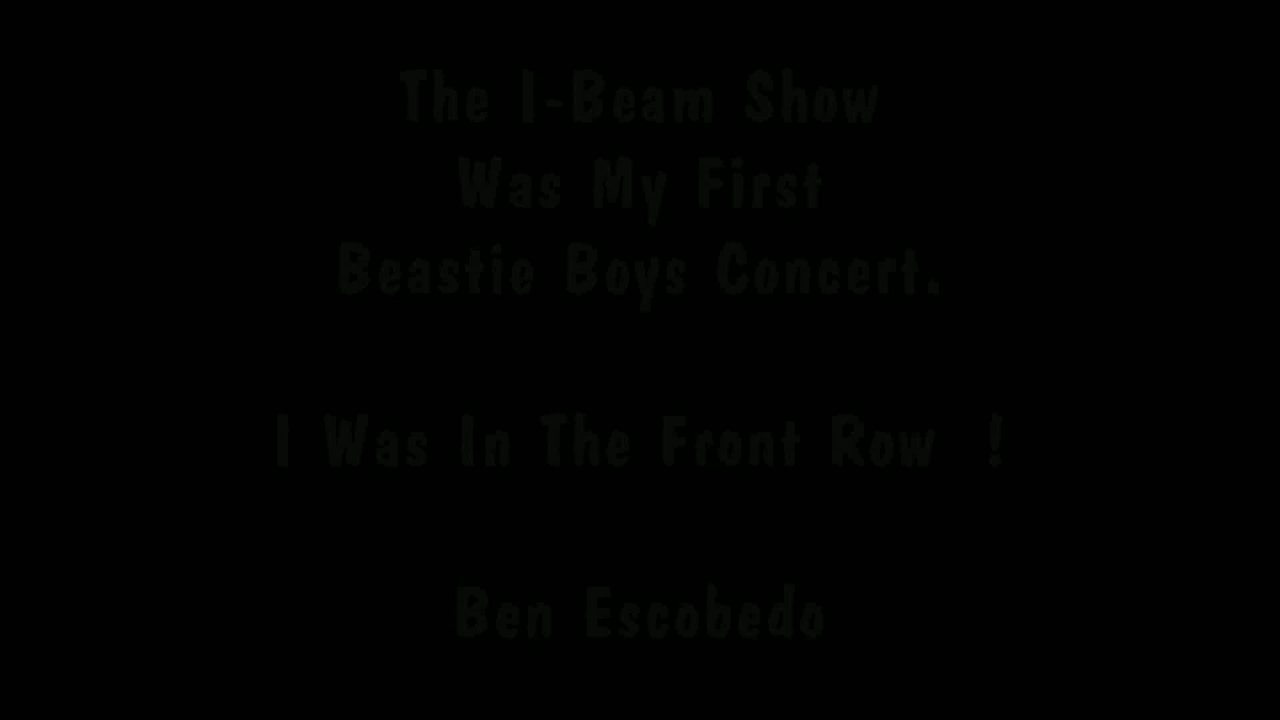 The I-Beam Show
Was My First
Beastie Boys Concert.
I Was In The Front Row !
Ben Escobedo